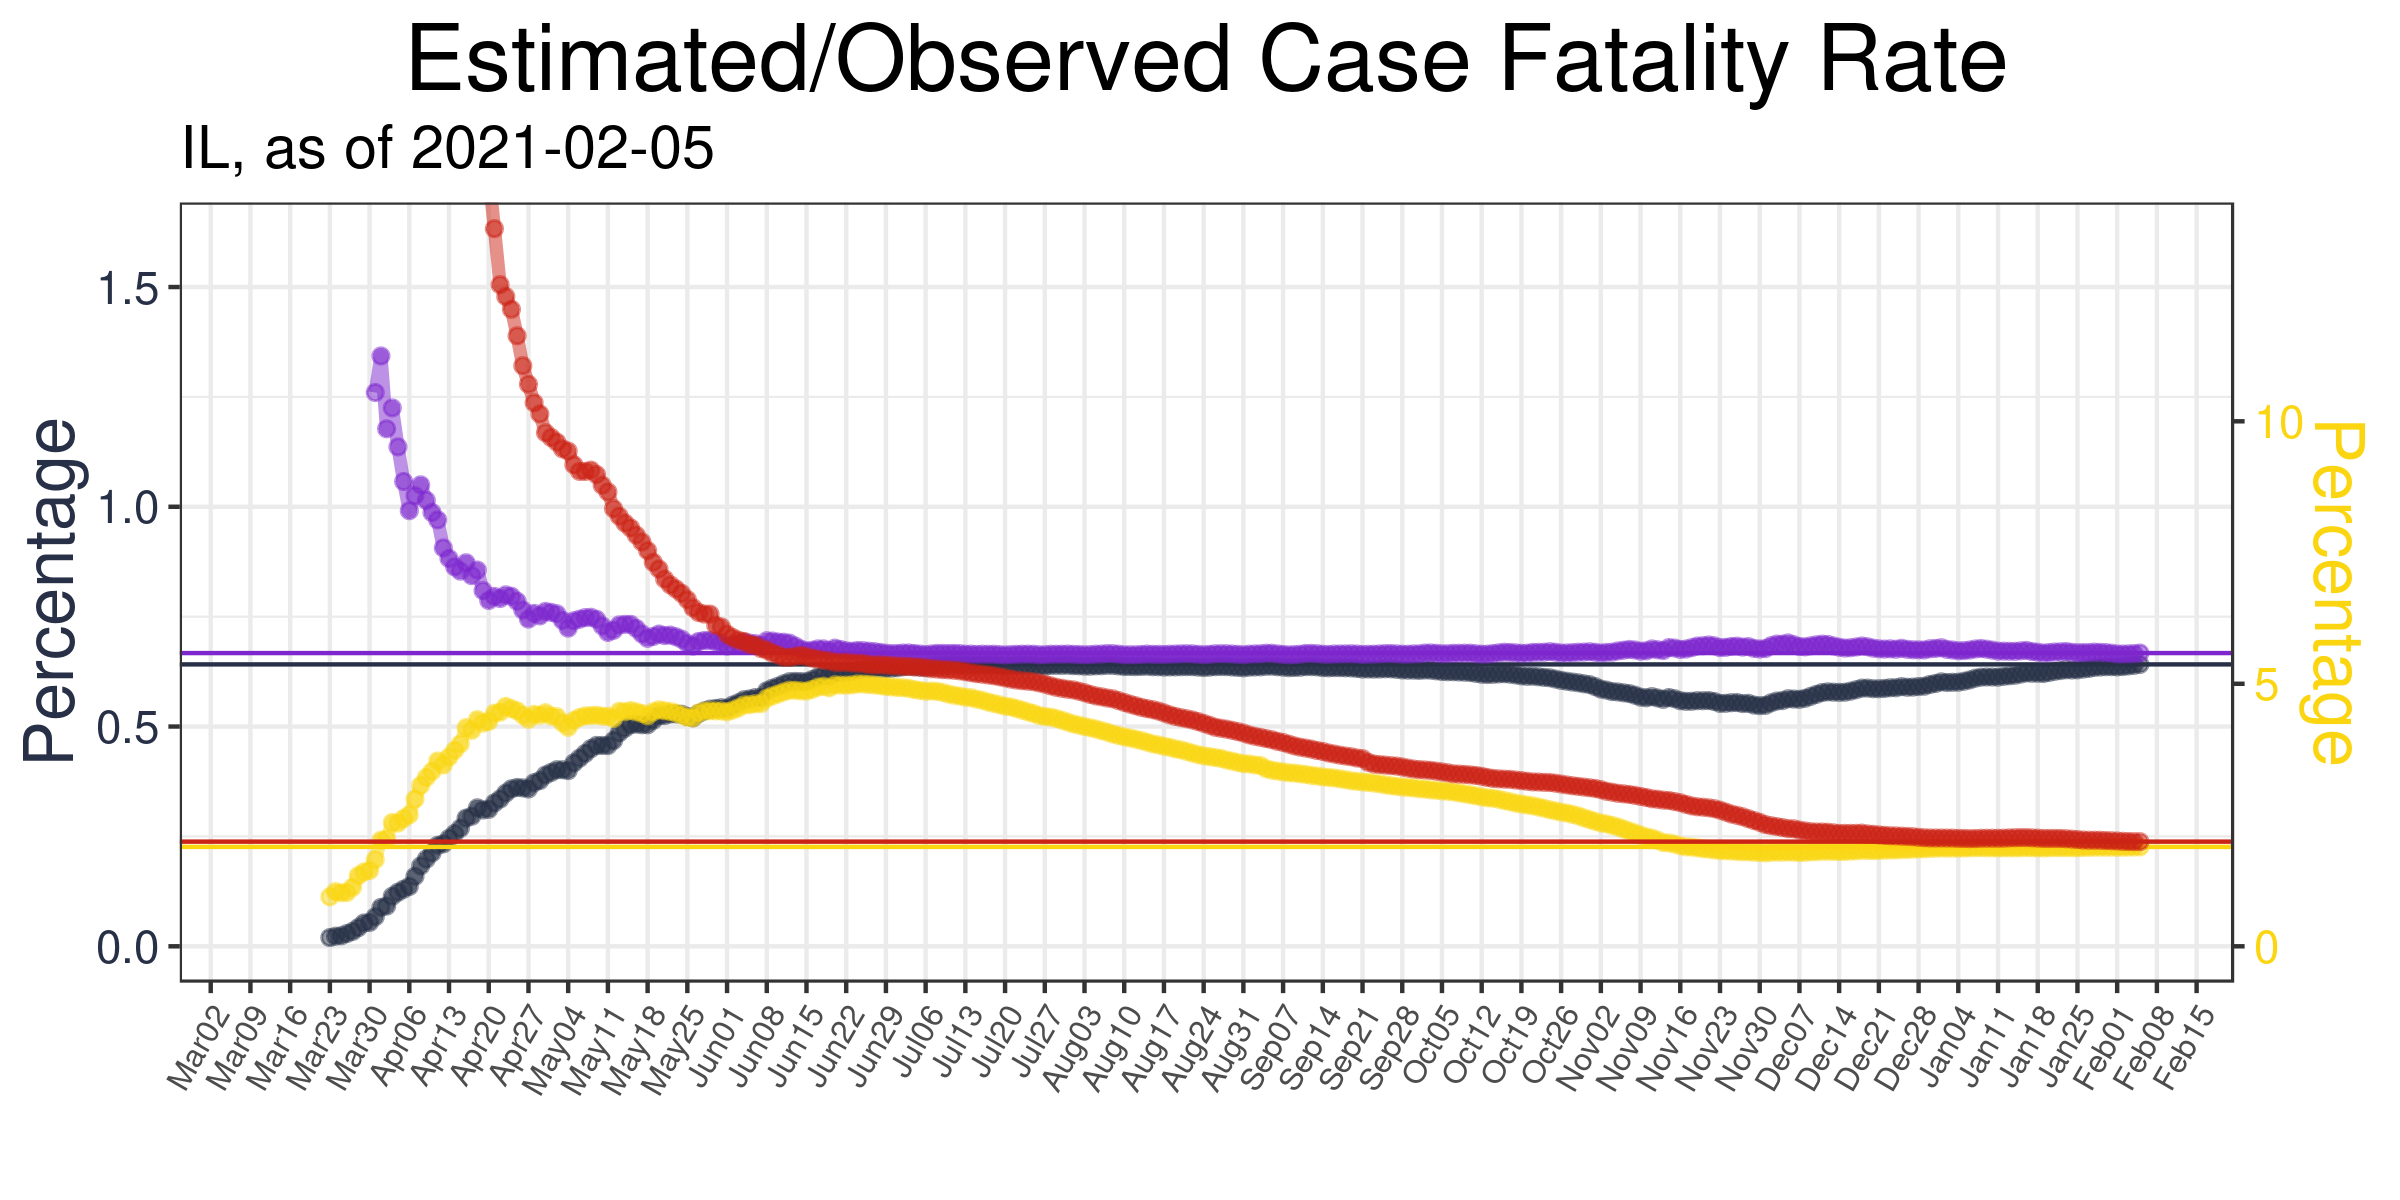 Estimated/Observed Case Fatality Rate
IL, as of 2021-02-05
Percentage
1.5
1.0
0.5
0.0
10
5
0
Percentage
Mar02
Mar09
Mar16
Mar23
Mar30
Apr06
Apr13
Apr20
Apr27
May04
May11
May18
May25
Jun01
Jun08
Jun15
Jun22
Jun29
Jul06
Jul13
Jul20
Jul27
Aug03
Aug10
Aug17
Aug24
Aug31
Sep07
Sep14
Sep21
Sep28
Oct05
Oct12
Oct19
Oct26
Nov02
Nov09
Nov16
Nov23
Nov30
Dec07
Dec14
Dec21
Dec28
Jan04
Jan11
Jan18
Jan25
Feb01
Feb08
Feb15